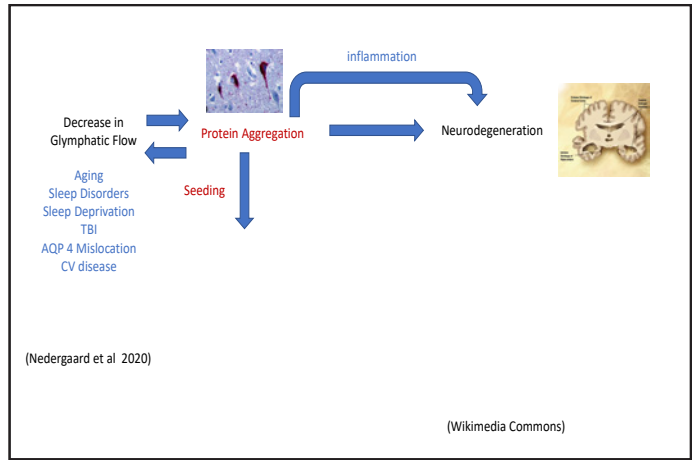 inflammation
Decrease in
Glymphatic Flow
Protein Aggregation
Neurodegeneration
Aging
Sleep Disorders
Sleep Deprivation
TBI
AQP 4 Mislocation
CV disease
Seeding
(Nedergaard et al 2020)
(Wikimedia Commons)